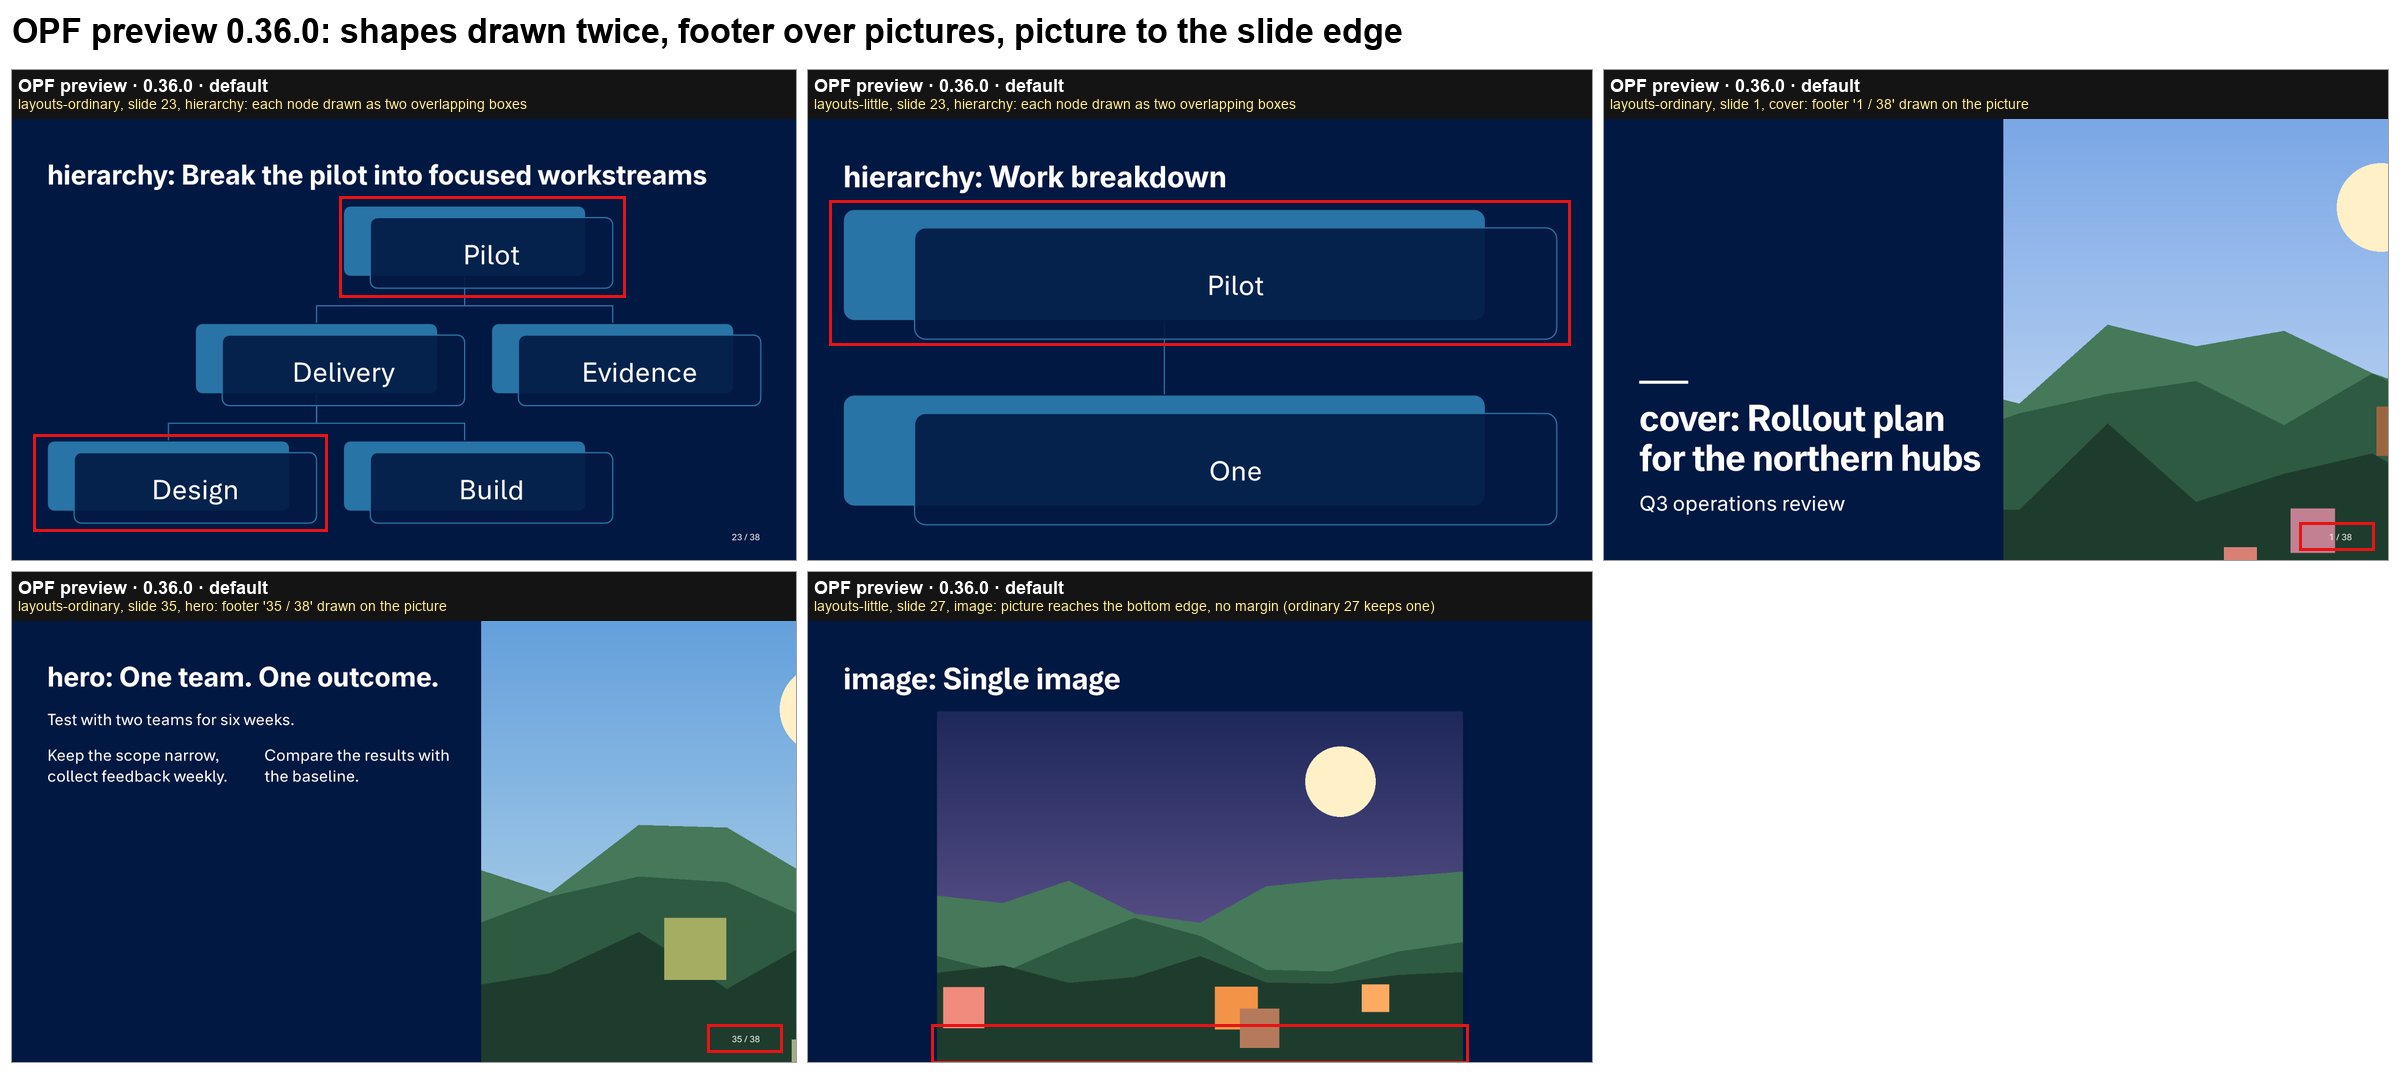 OPF preview 0.36.0: shapes drawn twice, footer over pictures, picture to the slide edge
OPF preview · 0.36.0 · default
layouts-ordinary, slide 23, hierarchy: each node drawn as two overlapping boxes
hierarchy: Break the pilot into focused workstreams
Pilot
Delivery
Evidence
Design
Build
23 / 38
OPF preview · 0.36.0 · default
layouts-little, slide 23, hierarchy: each node drawn as two overlapping boxes
hierarchy: Work breakdown
Pilot
One
OPF preview · 0.36.0 · default
layouts-ordinary, slide 1, cover: footer '1 / 38' drawn on the picture
cover: Rollout plan
for the northern hubs
Q3 operations review
1 / 38
OPF preview · 0.36.0 · default
layouts-ordinary, slide 35, hero: footer '35 / 38' drawn on the picture
hero: One team. One outcome.
Test with two teams for six weeks.
Keep the scope narrow,
collect feedback weekly.
Compare the results with
the baseline.
35 / 38
OPF preview · 0.36.0 · default
layouts-little, slide 27, image: picture reaches the bottom edge, no margin (ordinary 27 keeps one)
image: Single image